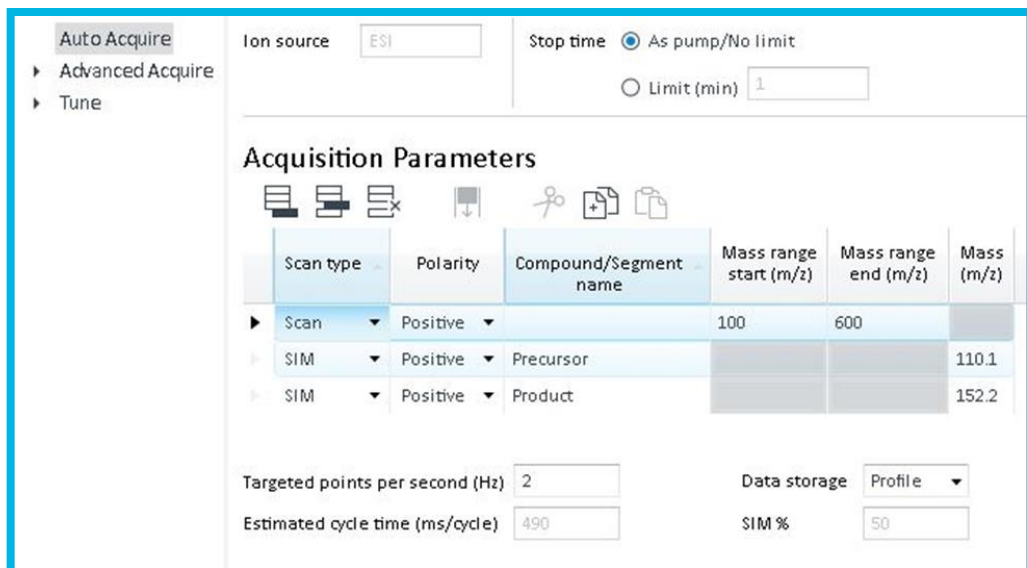 Auto Acquire
Advanced Acquire
Tune
Ion source ESI
Stop time As pump/No limit
Limit (min) 1
Acquisition Parameters
Scan type Polarity Compound/Segment name Mass range start (m/z) Mass range end (m/z) Mass (m/z)
Scan Positive 100 600
SIM Positive Precursor 110.1
SIM Positive Product 152.2
Targeted points per second (Hz) 2 Data storage Profile
Estimated cycle time (ms/cycle) 490 SIM % 50